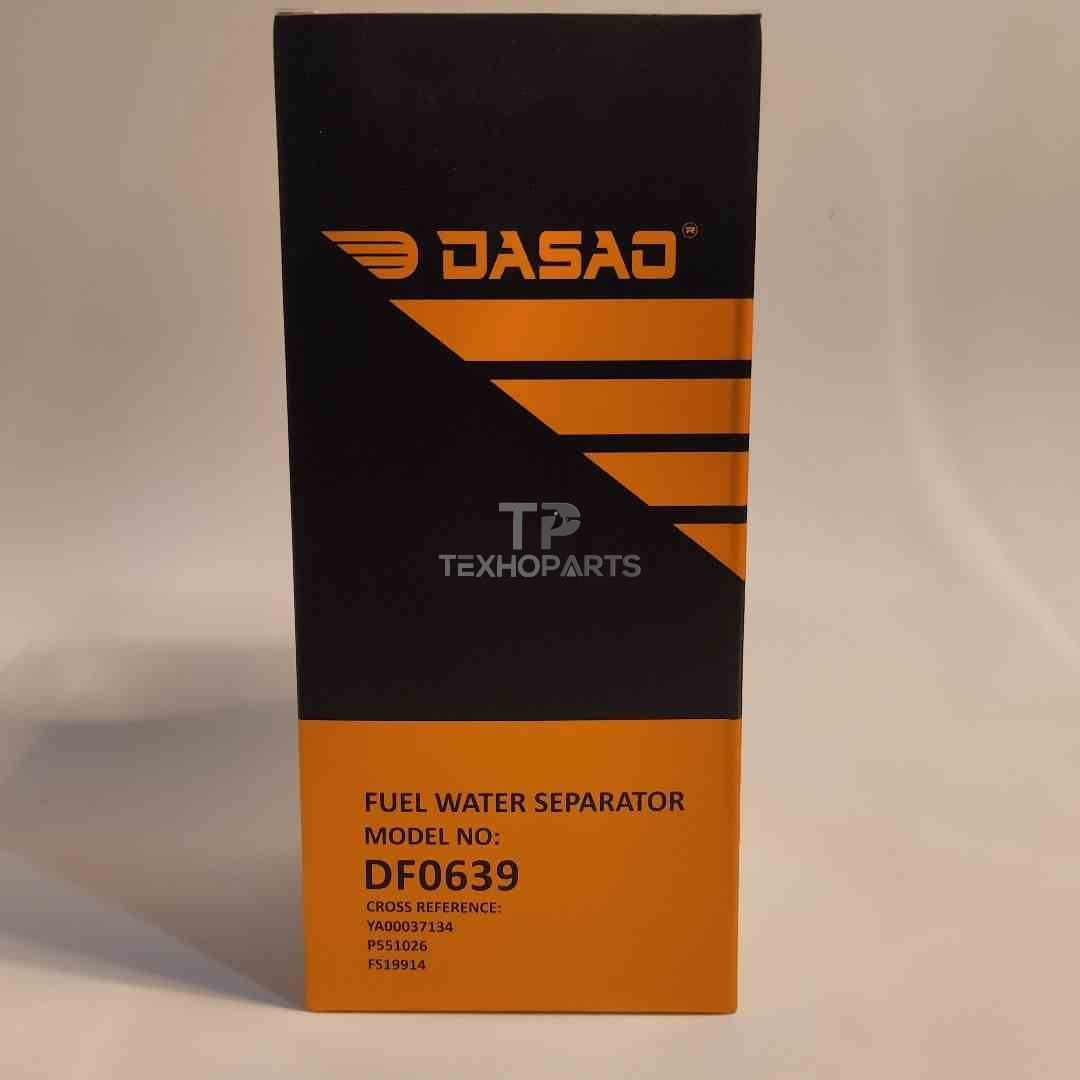 DASAO®
TP
TEXHOPARTS
FUEL WATER SEPARATOR
MODEL NO:
DF0639
CROSS REFERENCE:
YA00037134
P551026
FS19914